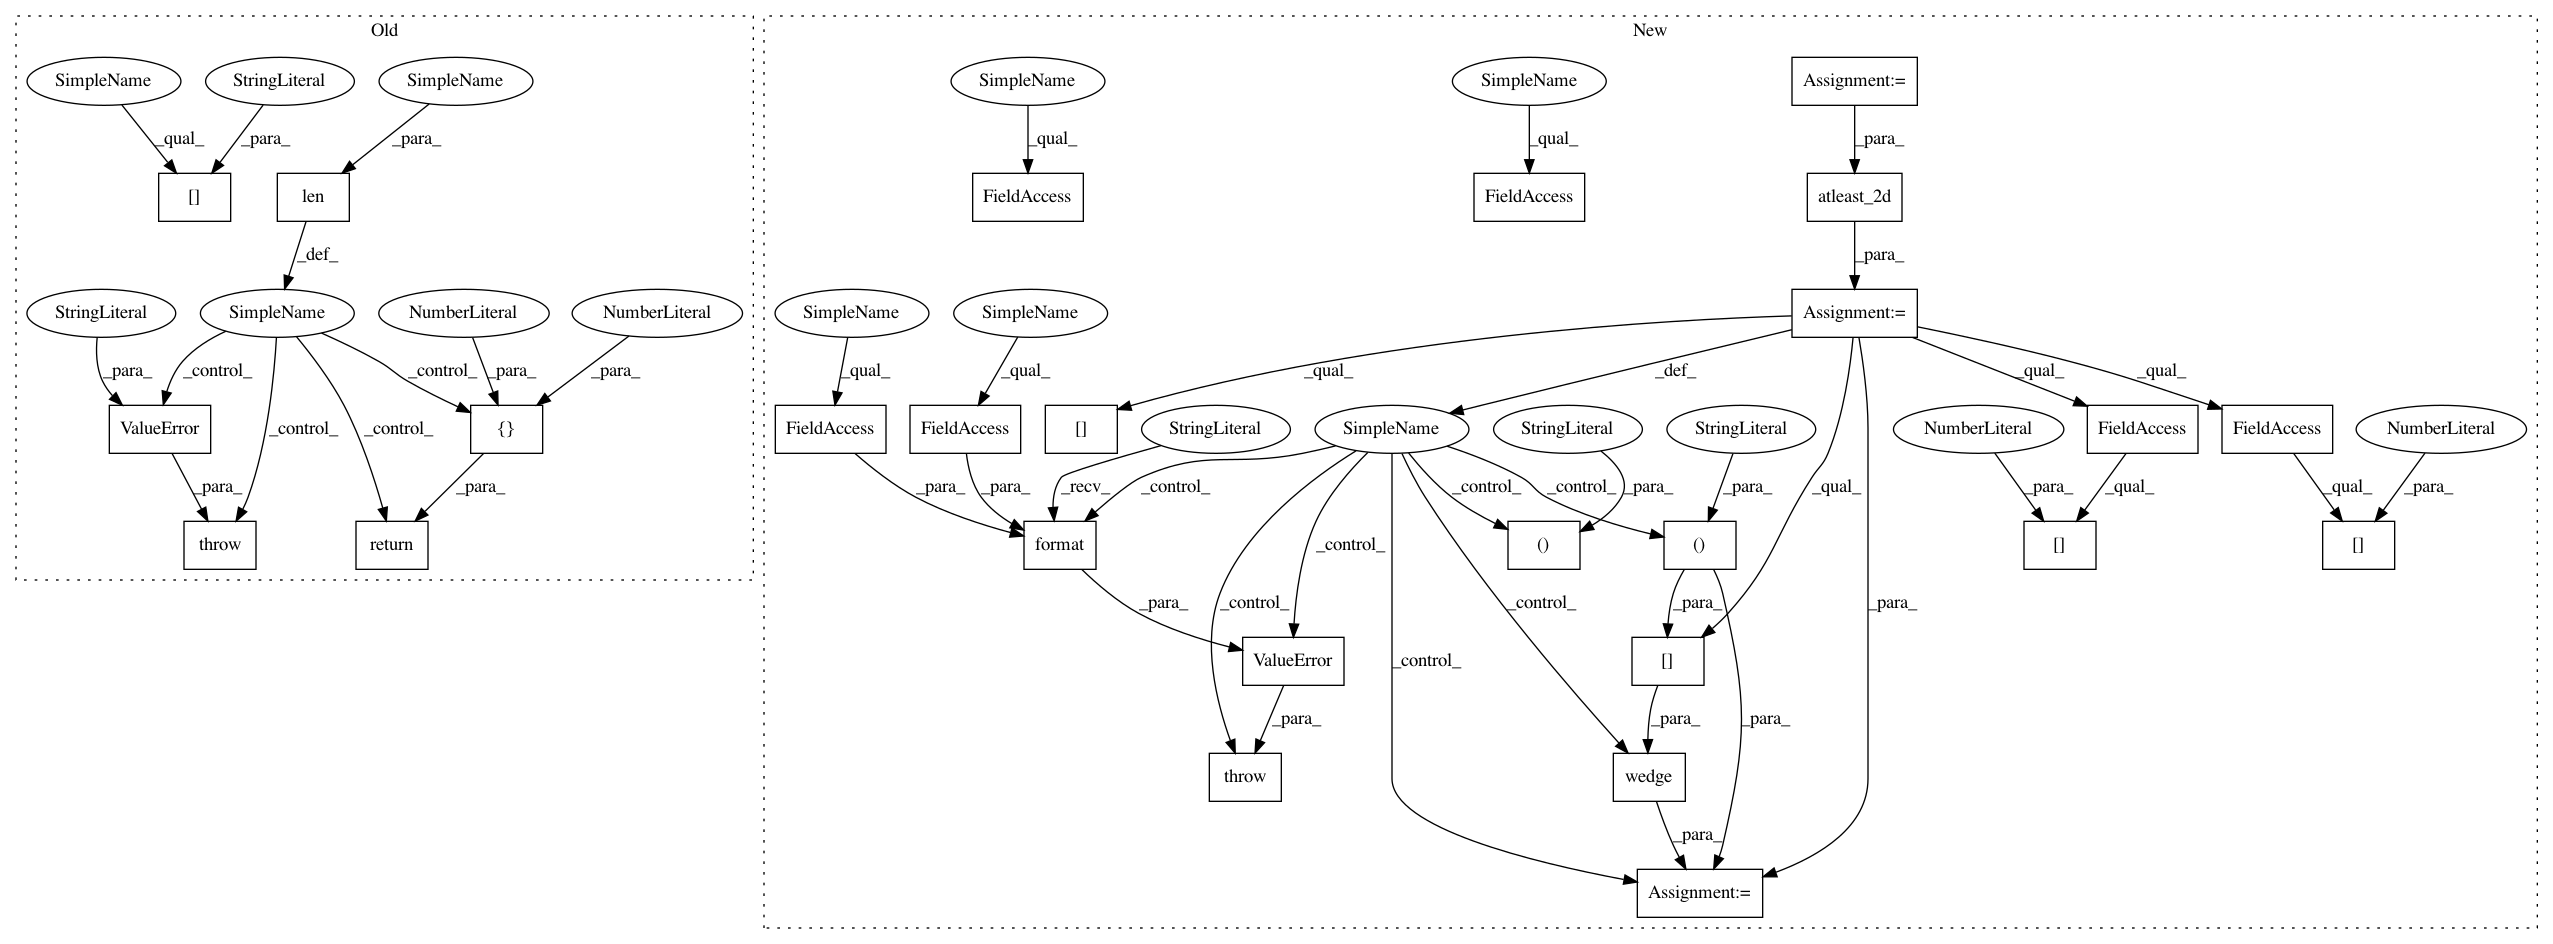 Old
New
SimpleName
StringLiteral
SimpleName
SimpleName
SimpleName
Assignment:=
_qual_
_para_
_para_
_qual_
_qual_
_para_
[]
len
FieldAccess
FieldAccess
atleast_2d
_def_
_para_
StringLiteral
SimpleName
NumberLiteral
NumberLiteral
SimpleName
SimpleName
Assignment:=
_para_
_control_
_control_
_para_
_para_
_qual_
_qual_
_qual_
_def_
_qual_
_qual_
ValueError
{}
FieldAccess
FieldAccess
[]
StringLiteral
SimpleName
StringLiteral
StringLiteral
NumberLiteral
FieldAccess
FieldAccess
NumberLiteral
_para_
_control_
_control_
_para_
_para_
_para_
_recv_
_control_
_control_
_para_
_control_
_para_
_qual_
_para_
_qual_
_qual_
_para_
throw
return
format
()
()
[]
[]
_para_
_control_
_control_
_control_
_para_
_para_
_para_
ValueError
[]
_para_
_control_
_para_
_para_
throw
wedge
_para_
Assignment:=